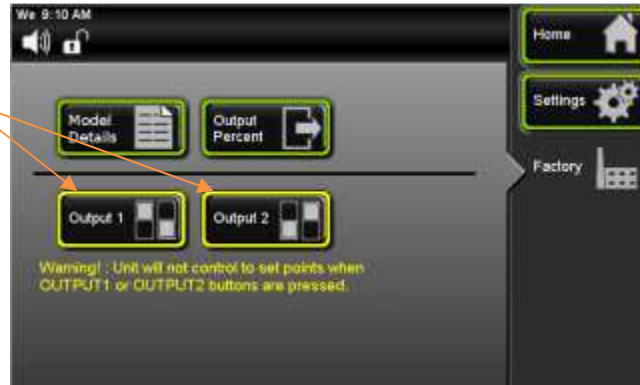 We 9:10 AM
Home
Settings
Factory
Model
Details
Output
Percent
Output 1
Output 2
Warning! : Unit will not control to set points when
OUTPUT1 or OUTPUT2 buttons are pressed.